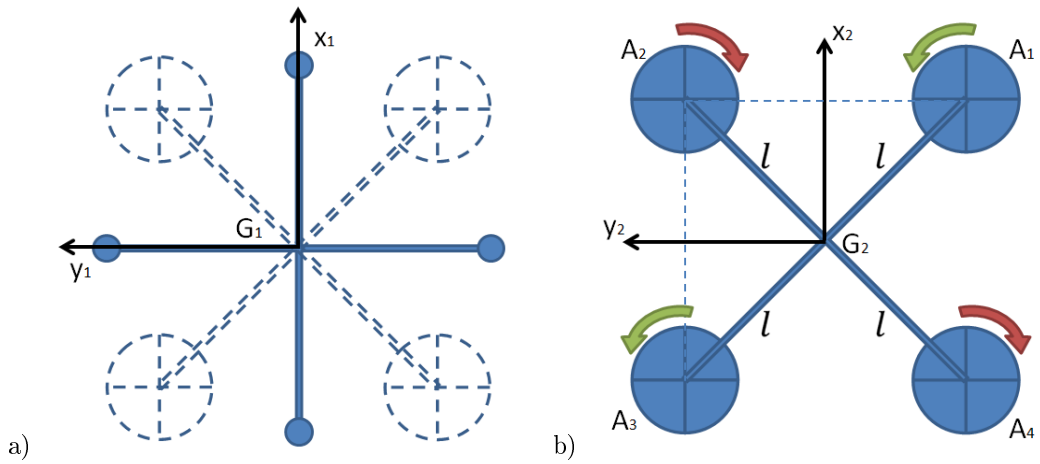 x₁
G₁
y₁
a)
A₂
x₂
A₁
l
l
y₂
G₂
l
l
A₃
A₄
b)